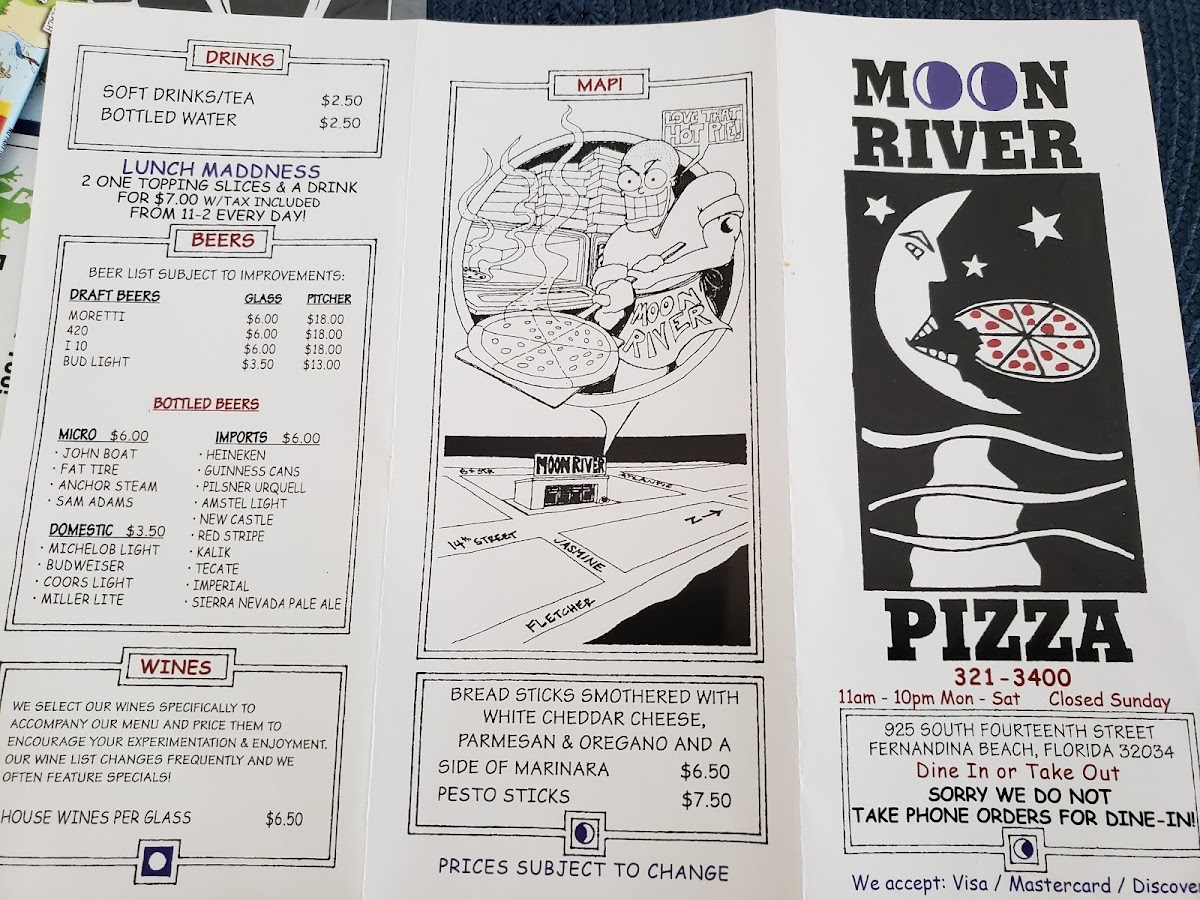 DRINKS
SOFT DRINKS/TEA $2.50
BOTTLED WATER $2.50
LUNCH MADDNESS
2 ONE TOPPING SLICES & A DRINK
FOR $7.00 W/TAX INCLUDED
FROM 11-2 EVERY DAY!
BEERS
BEER LIST SUBJECT TO IMPROVEMENTS:
DRAFT BEERS GLASS PITCHER
MORETTI $6.00 $18.00
420 $6.00 $18.00
I 10 $6.00 $18.00
BUD LIGHT $3.50 $13.00
BOTTLED BEERS
MICRO $6.00
· JOHN BOAT
· FAT TIRE
· ANCHOR STEAM
· SAM ADAMS
DOMESTIC $3.50
· MICHELOB LIGHT
· BUDWEISER
· COORS LIGHT
· MILLER LITE
IMPORTS $6.00
· HEINEKEN
· GUINNESS CANS
· PILSNER URQUELL
· AMSTEL LIGHT
· NEW CASTLE
· RED STRIPE
· KALIK
· TECATE
· IMPERIAL
· SIERRA NEVADA PALE ALE
WINES
WE SELECT OUR WINES SPECIFICALLY TO
ACCOMPANY OUR MENU AND PRICE THEM TO
ENCOURAGE YOUR EXPERIMENTATION & ENJOYMENT.
OUR WINE LIST CHANGES FREQUENTLY AND WE
OFTEN FEATURE SPECIALS!
HOUSE WINES PER GLASS $6.50
MAP!
LOVE THAT
HOT PIE!
MOON
RIVER
MOON RIVER
ATLANTIC
14TH STREET
JASMINE
N
FLETCHER
BREAD STICKS SMOTHERED WITH
WHITE CHEDDAR CHEESE,
PARMESAN & OREGANO AND A
SIDE OF MARINARA $6.50
PESTO STICKS $7.50
PRICES SUBJECT TO CHANGE
MOON
RIVER
PIZZA
321-3400
11am - 10pm Mon - Sat Closed Sunday
925 SOUTH FOURTEENTH STREET
FERNANDINA BEACH, FLORIDA 32034
Dine In or Take Out
SORRY WE DO NOT
TAKE PHONE ORDERS FOR DINE-IN!
We accept: Visa / Mastercard / Discover